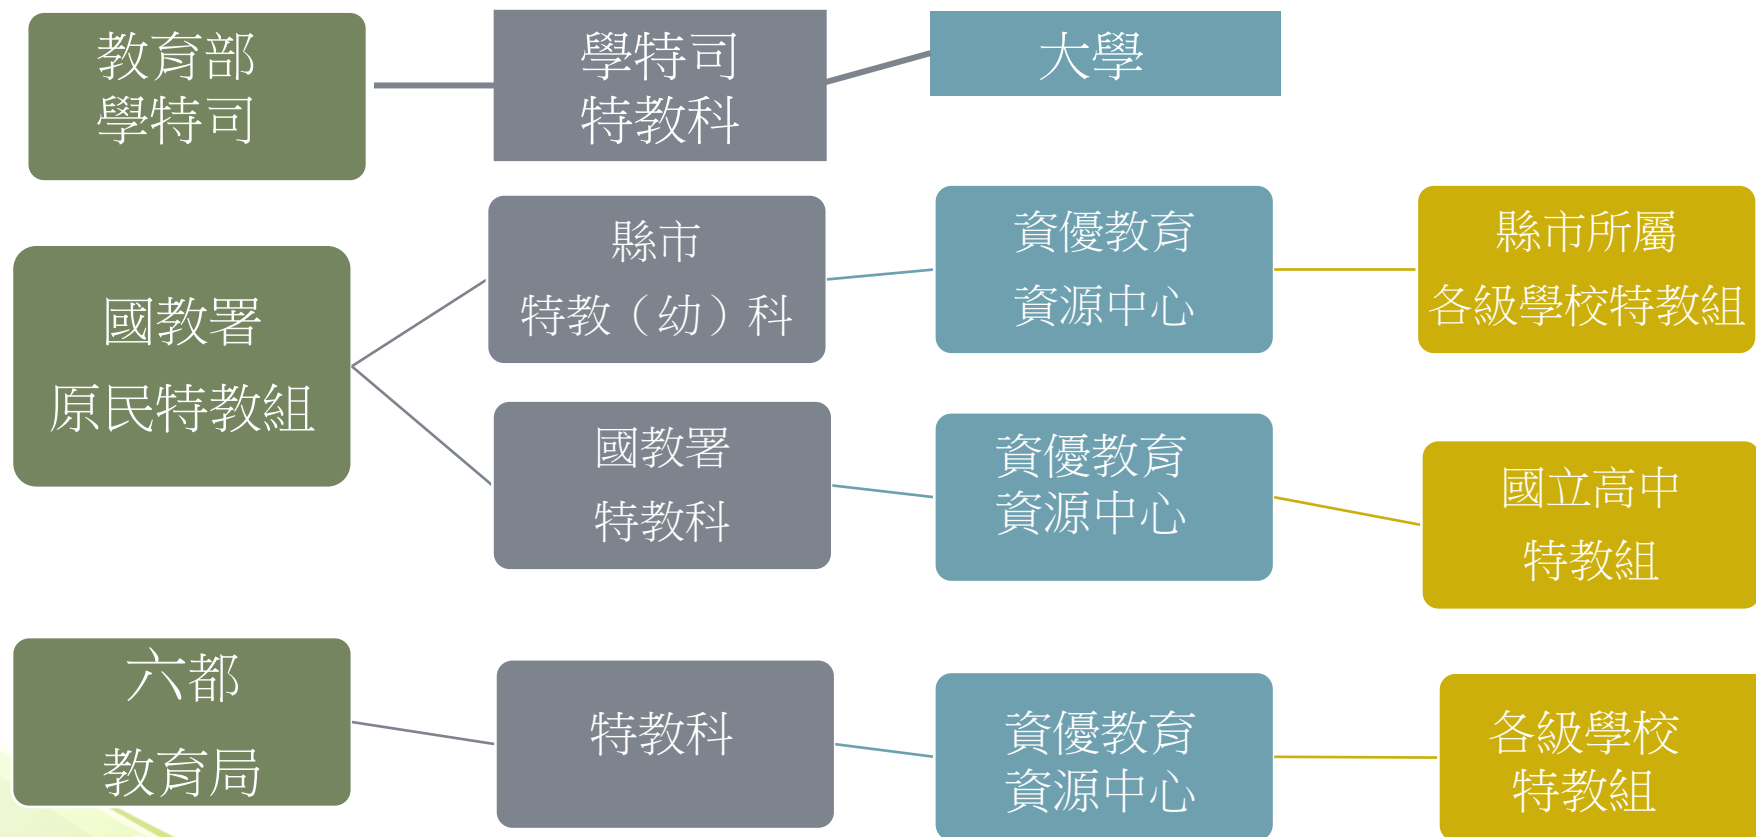 教育部
學特司
學特司
特教科
大學
國教署
原民特教組
縣市
特教（幼）科
資優教育
資源中心
縣市所屬
各級學校特教組
國教署
特教科
資優教育
資源中心
國立高中
特教組
六都
教育局
特教科
資優教育
資源中心
各級學校
特教組